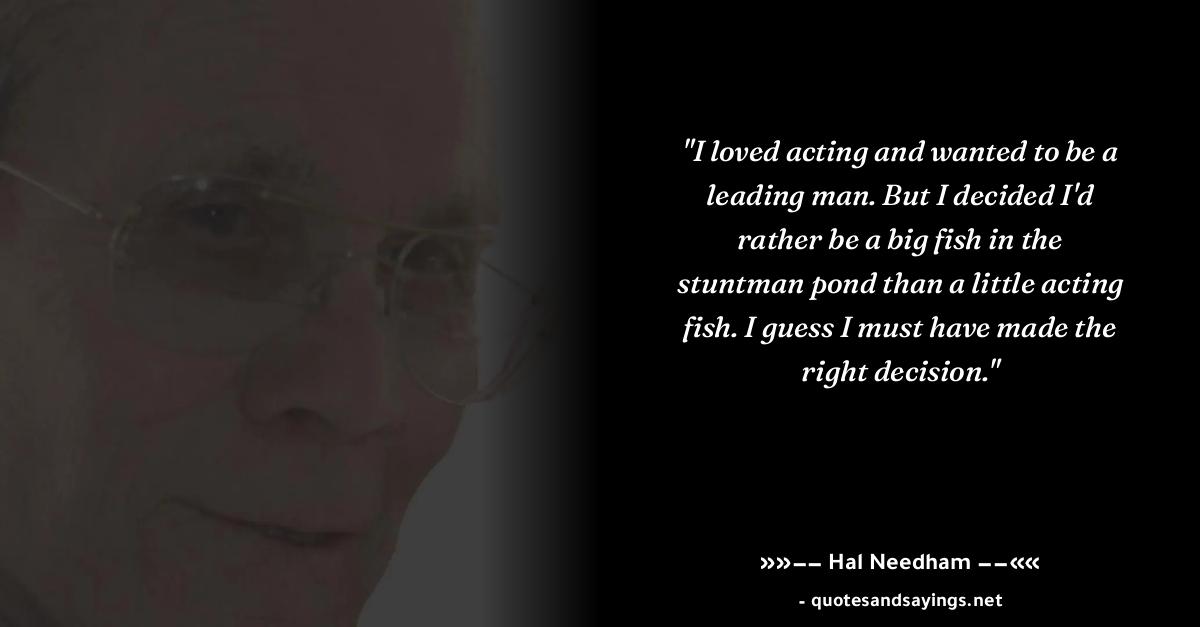 "I loved acting and wanted to be a
leading man. But I decided I'd
rather be a big fish in the
stuntman pond than a little acting
fish. I guess I must have made the
right decision."
»»−− Hal Needham −−««
- quotesandsayings.net